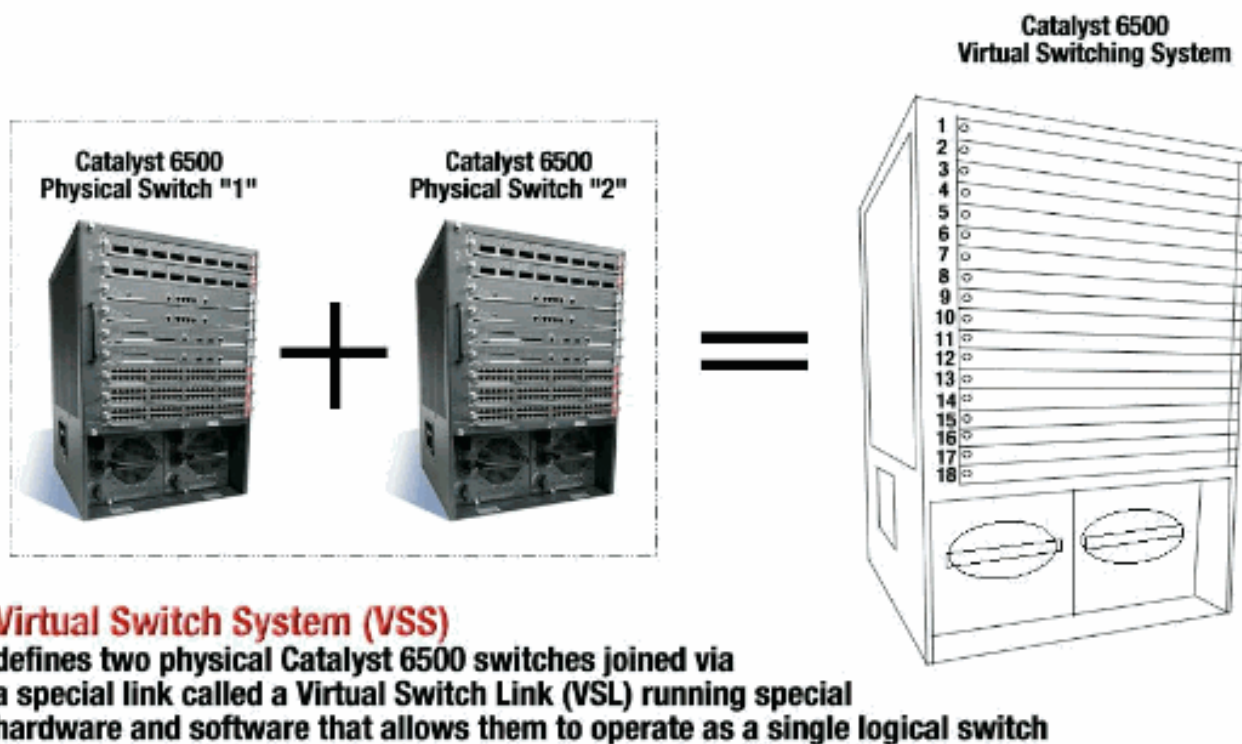 Catalyst 6500
Virtual Switching System
Catalyst 6500
Physical Switch "1"
Catalyst 6500
Physical Switch "2"
1
2
3
4
5
6
7
8
9
10
11
12
13
14
15
16
17
18
Virtual Switch System (VSS)
defines two physical Catalyst 6500 switches joined via
a special link called a Virtual Switch Link (VSL) running special
hardware and software that allows them to operate as a single logical switch